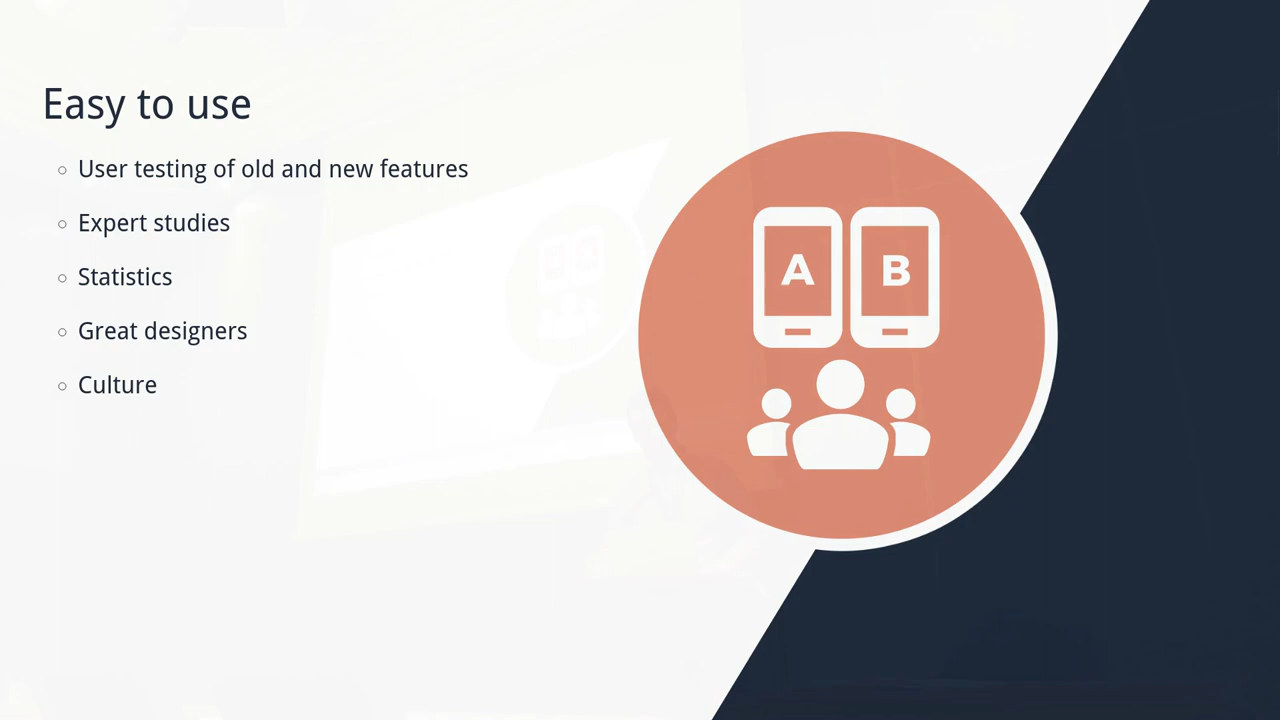 Easy to use
User testing of old and new features
Expert studies
Statistics
Great designers
Culture
A B